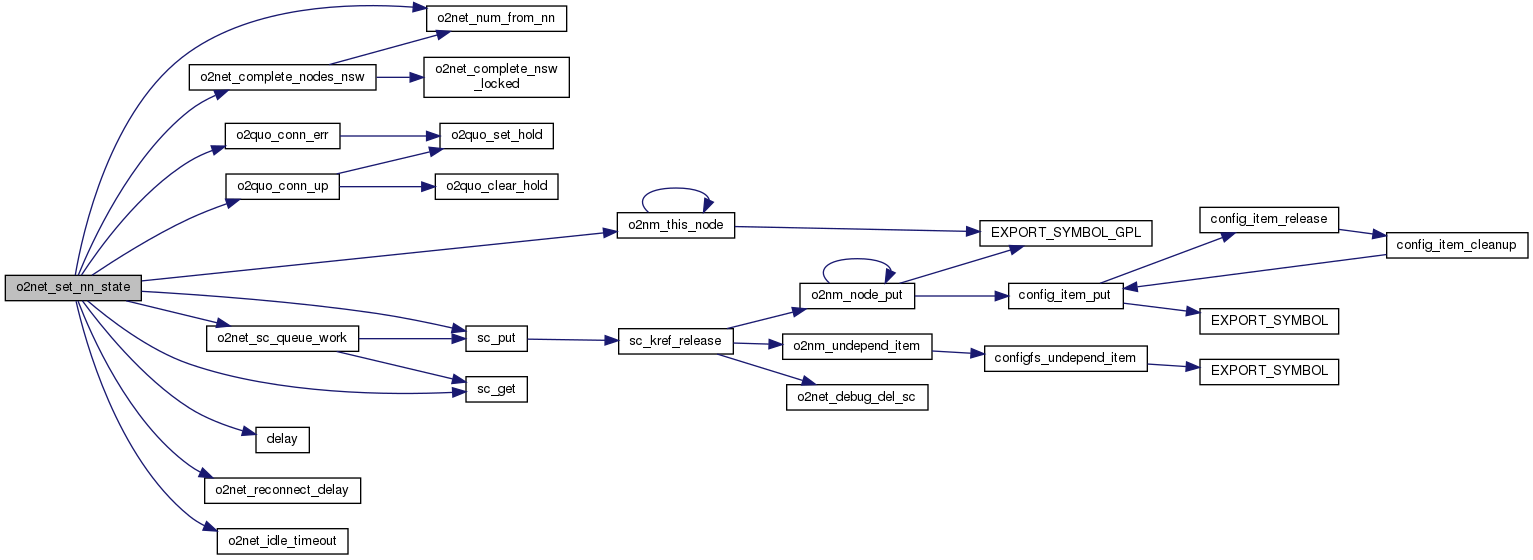 o2net_num_from_nn
o2net_complete_nodes_nsw
o2net_complete_nsw
_locked
o2quo_conn_err
o2quo_set_hold
o2quo_conn_up
o2quo_clear_hold
o2nm_this_node
EXPORT_SYMBOL_GPL
config_item_release
config_item_cleanup
o2net_set_nn_state
o2nm_node_put
config_item_put
EXPORT_SYMBOL
o2net_sc_queue_work
sc_put
sc_kref_release
o2nm_undepend_item
configfs_undepend_item
EXPORT_SYMBOL
sc_get
o2net_debug_del_sc
delay
o2net_reconnect_delay
o2net_idle_timeout